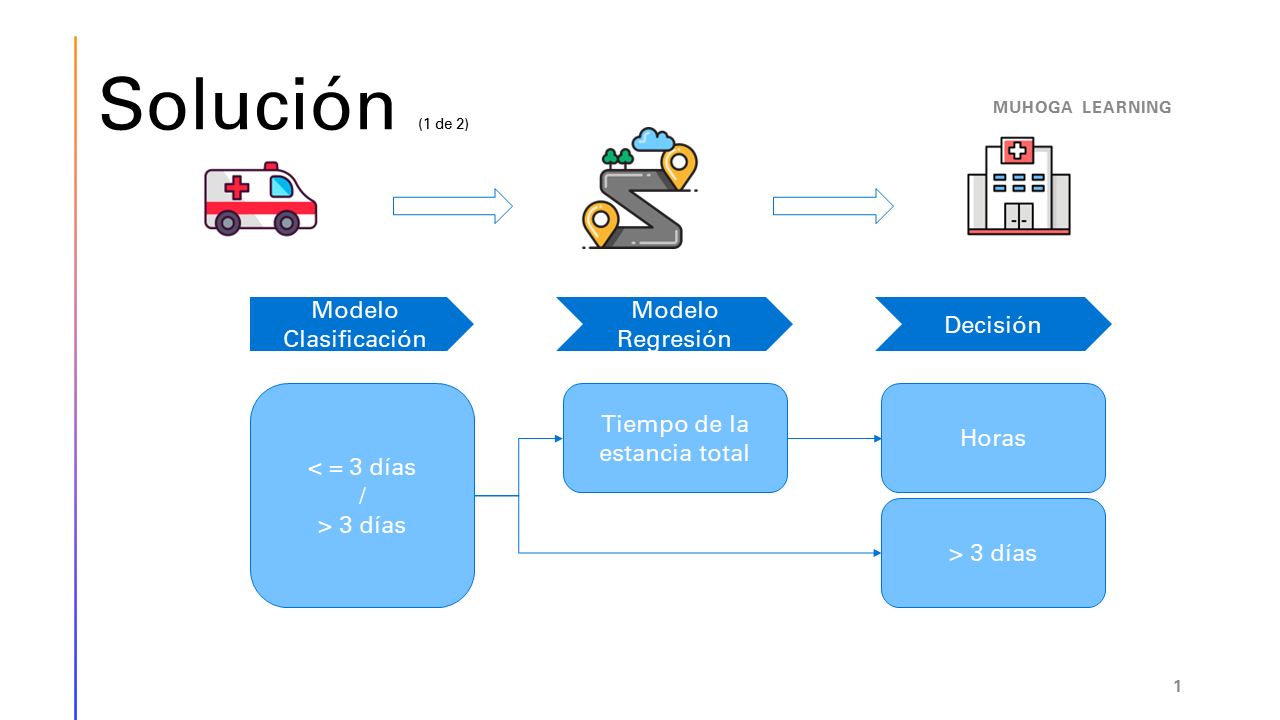 Solución (1 de 2)
MUHOGA LEARNING
Modelo
Clasificación
Modelo
Regresión
Decisión
< = 3 días
/
> 3 días
Tiempo de la
estancia total
Horas
> 3 días
1